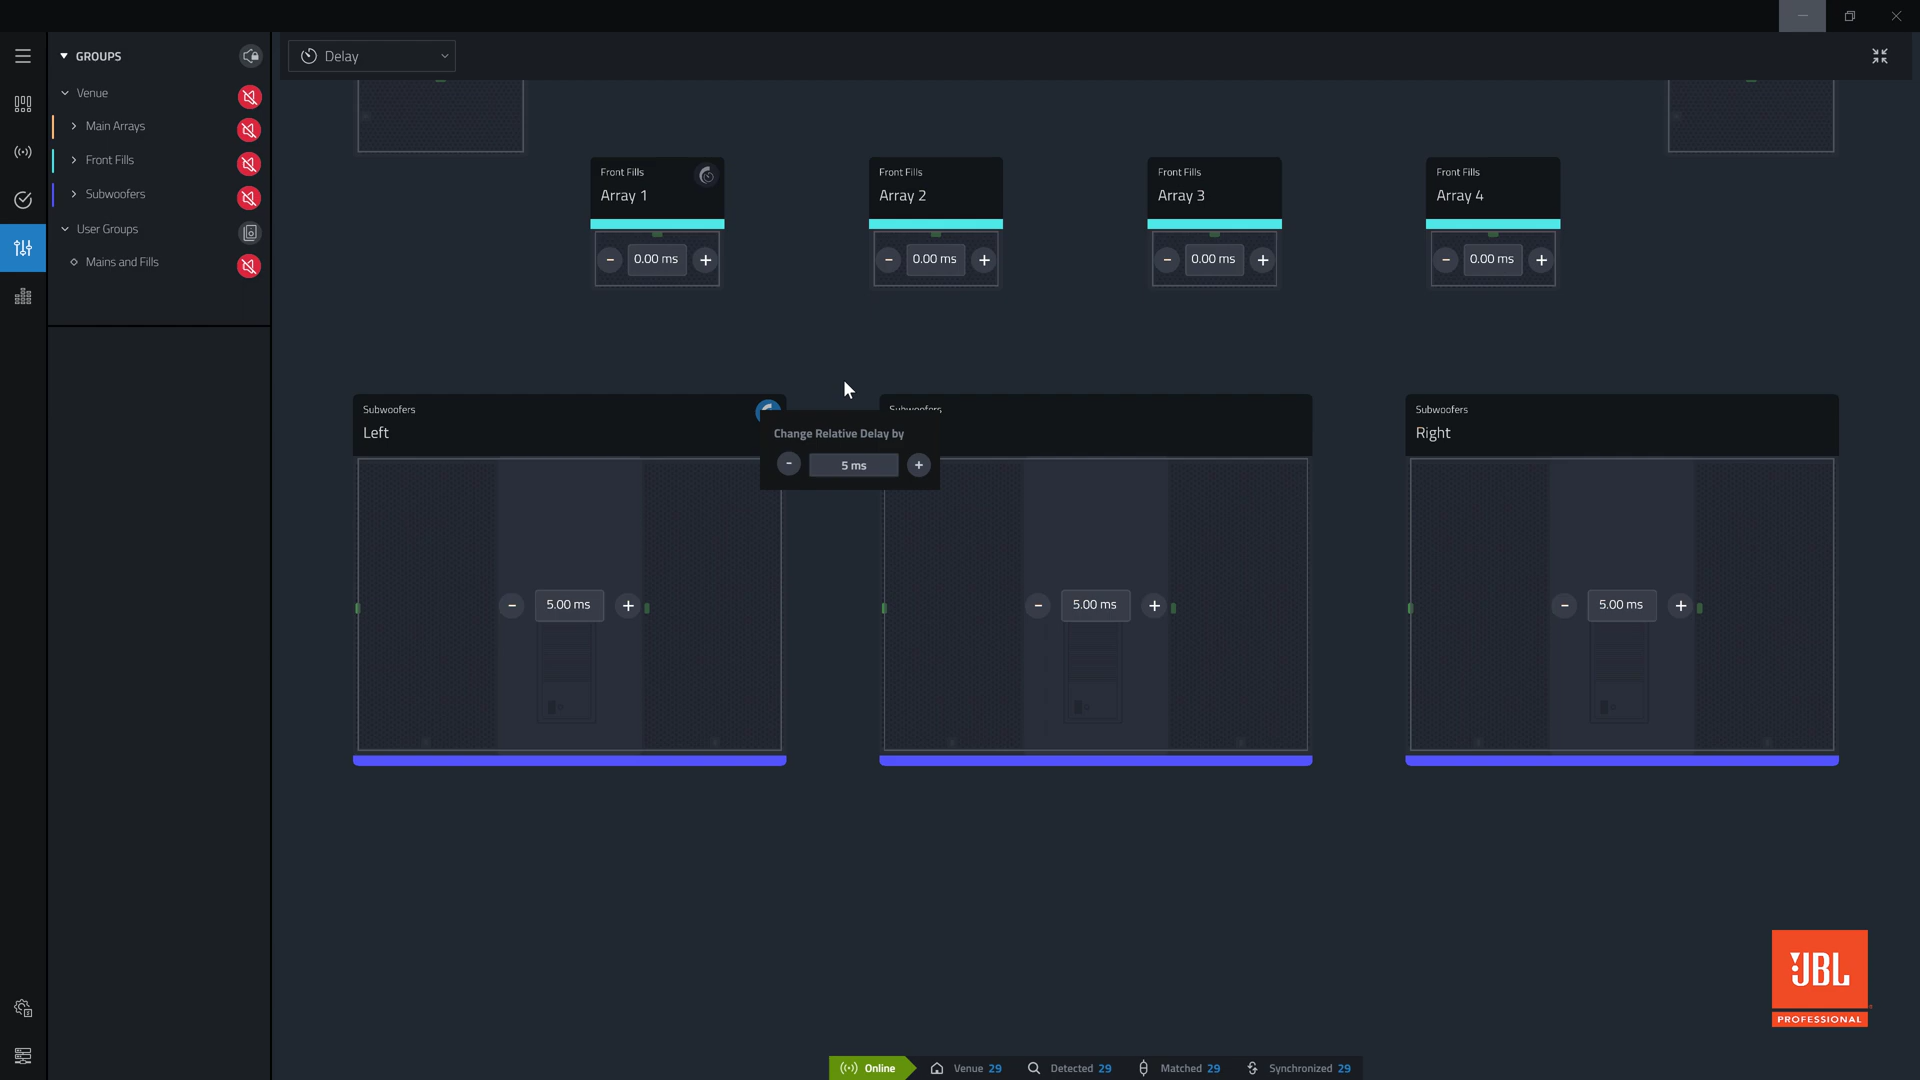 GROUPS
Delay
Venue
Main Arrays
Front Fills
Subwoofers
User Groups
Mains and Fills
Front Fills
Array 1
0.00 ms
Front Fills
Array 2
0.00 ms
Front Fills
Array 3
0.00 ms
Front Fills
Array 4
0.00 ms
Subwoofers
Left
5.00 ms
Change Relative Delay by
5 ms
Subwoofers
5.00 ms
Subwoofers
Right
5.00 ms
JBL
PROFESSIONAL
Online
Venue 29
Detected 29
Matched 29
Synchronized 29